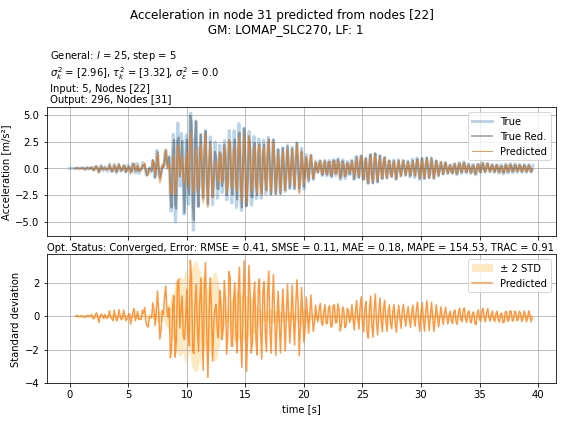 Acceleration in node 31 predicted from nodes [22]
GM: LOMAP_SLC270, LF: 1
General: l = 25, step = 5
σ²ₖ = [2.96], τ²ₖ = [3.32], σ²ᵣ = 0.0
Input: 5, Nodes [22]
Output: 296, Nodes [31]
Acceleration [m/s²]
5.0
2.5
0.0
−2.5
−5.0
True
True Red.
Predicted
Opt. Status: Converged, Error: RMSE = 0.41, SMSE = 0.11, MAE = 0.18, MAPE = 154.53, TRAC = 0.91
Standard deviation
2
0
−2
−4
± 2 STD
Predicted
0 5 10 15 20 25 30 35 40
time [s]